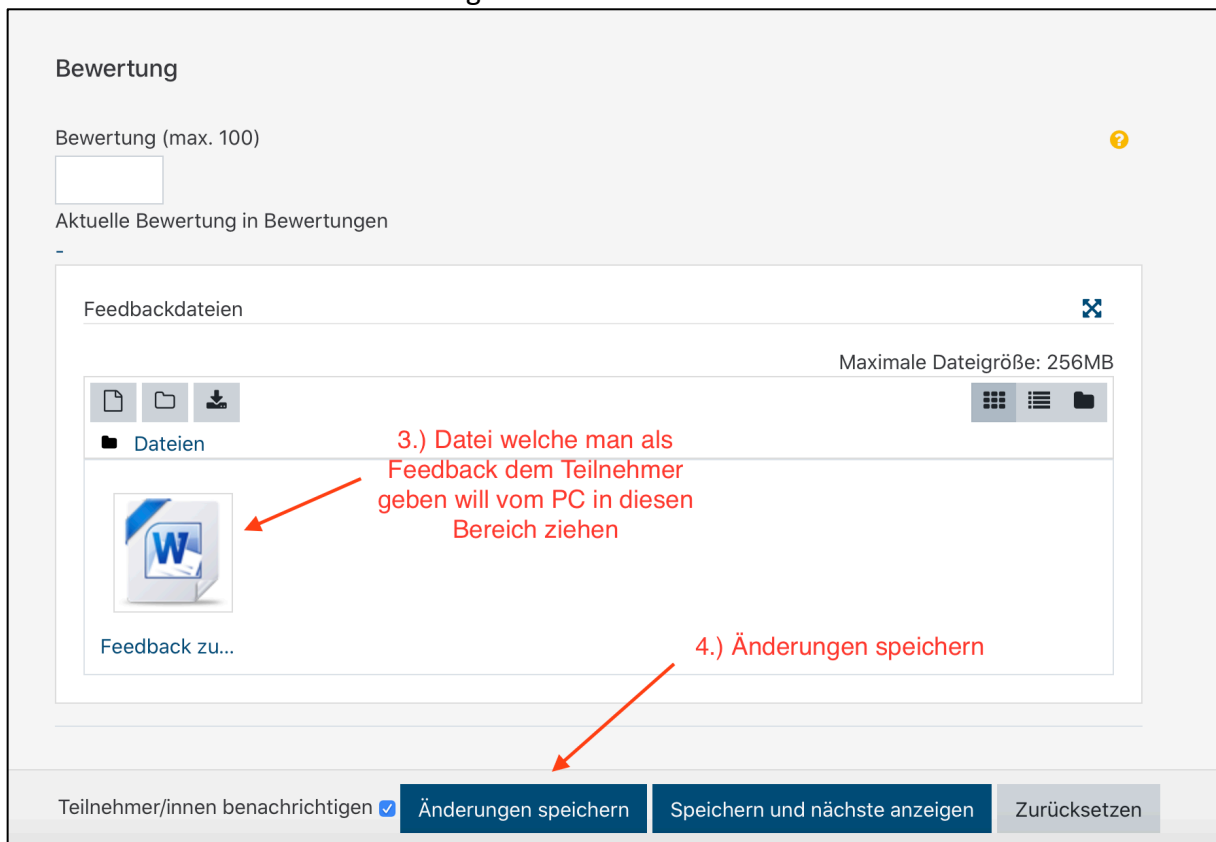 Bewertung
Bewertung (max. 100)
Aktuelle Bewertung in Bewertungen
-
Feedbackdateien
Maximale Dateigröße: 256MB
Dateien
3.) Datei welche man als
Feedback dem Teilnehmer
geben will vom PC in diesen
Bereich ziehen
W
Feedback zu...
4.) Änderungen speichern
Teilnehmer/innen benachrichtigen
Änderungen speichern
Speichern und nächste anzeigen
Zurücksetzen